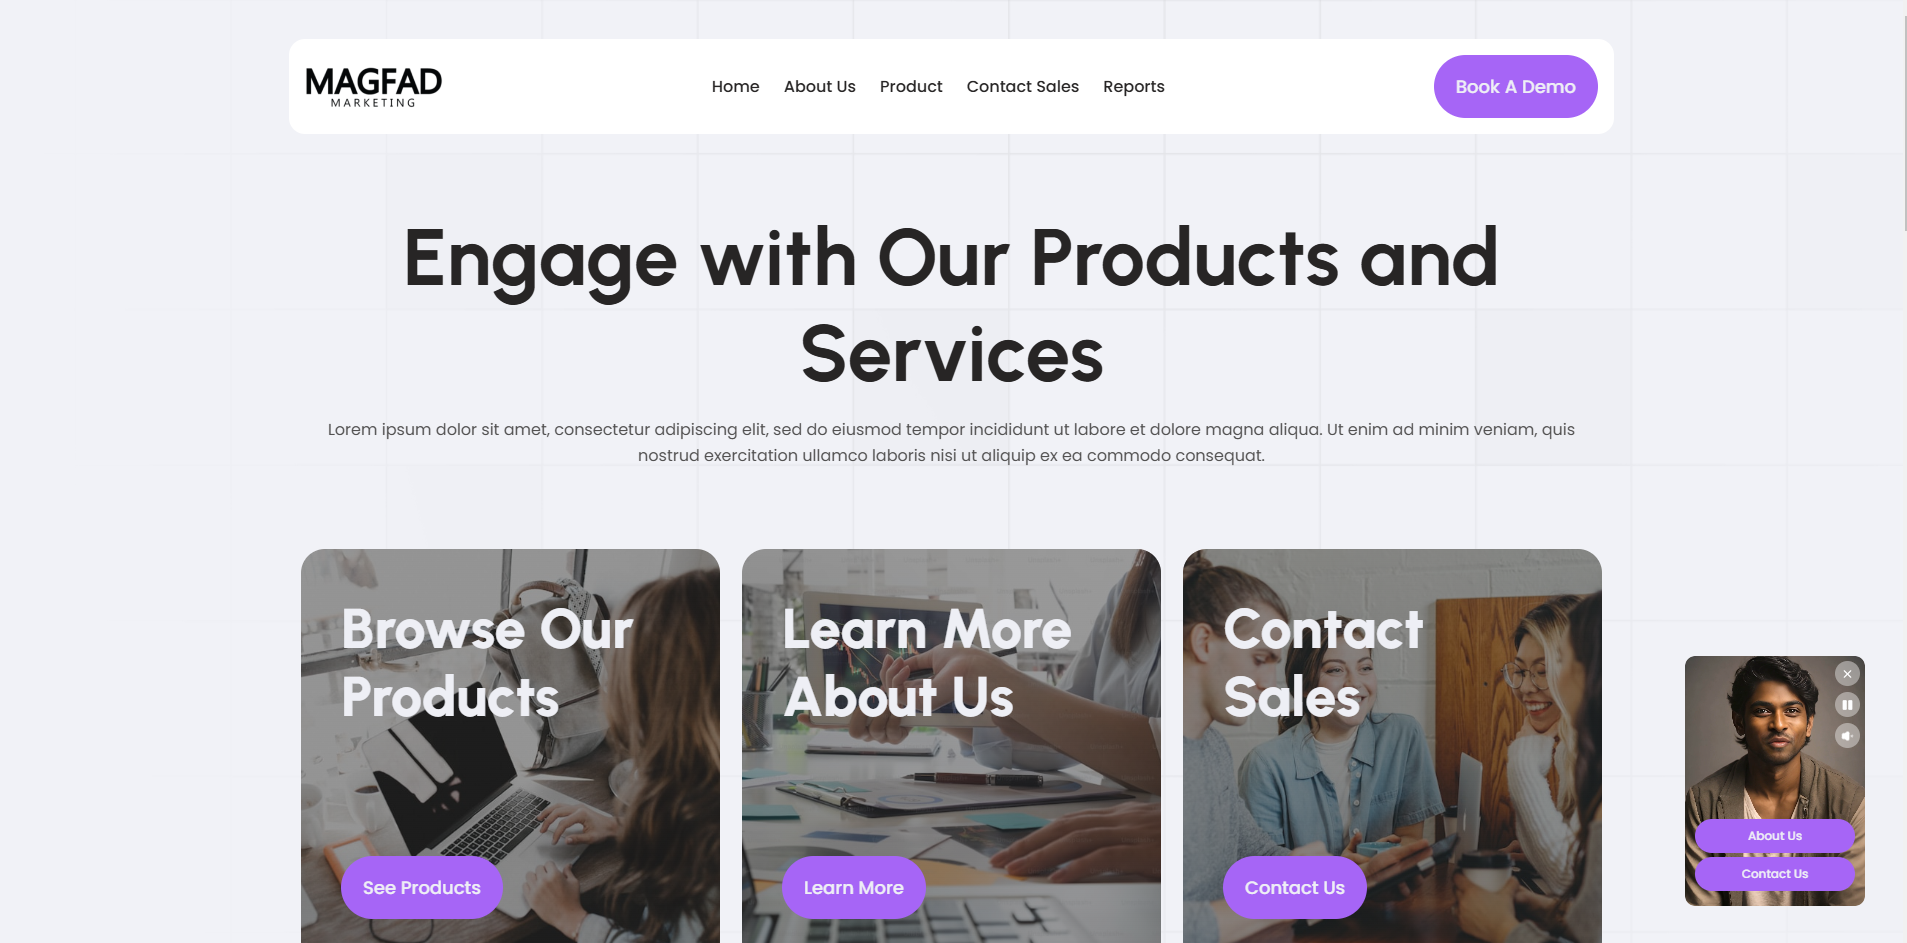 MAGFAD
MARKETING
Home About Us Product Contact Sales Reports
Book A Demo
Engage with Our Products and
Services
Lorem ipsum dolor sit amet, consectetur adipiscing elit, sed do eiusmod tempor incididunt ut labore et dolore magna aliqua. Ut enim ad minim veniam, quis
nostrud exercitation ullamco laboris nisi ut aliquip ex ea commodo consequat.
Browse Our
Products
See Products
Learn More
About Us
Learn More
Contact
Sales
Contact Us
About Us
Contact Us